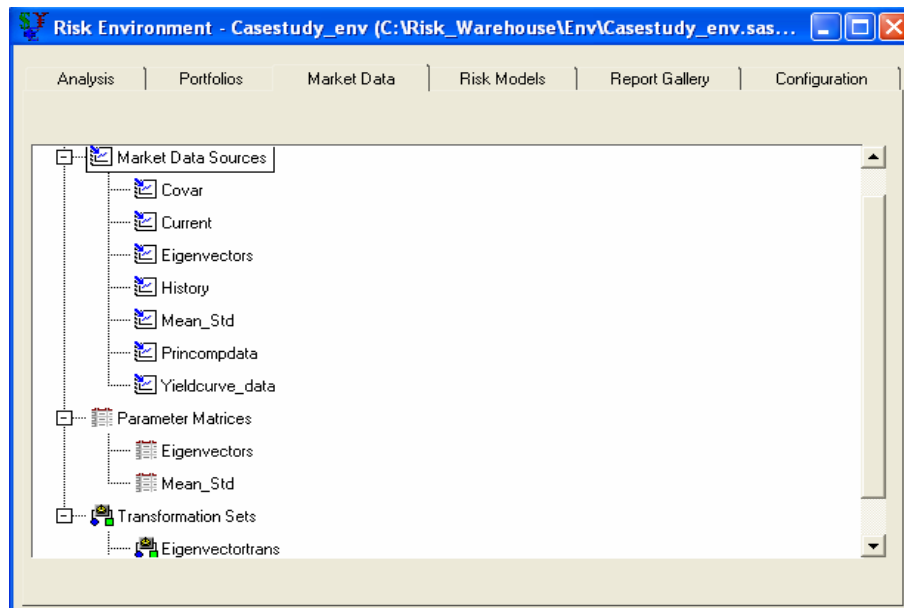 Risk Environment - Casestudy_env (C:\Risk_Warehouse\Env\Casestudy_env.sas...
Analysis Portfolios Market Data Risk Models Report Gallery Configuration
Market Data Sources
Covar
Current
Eigenvectors
History
Mean_Std
Princompdata
Yieldcurve_data
Parameter Matrices
Eigenvectors
Mean_Std
Transformation Sets
Eigenvectortrans